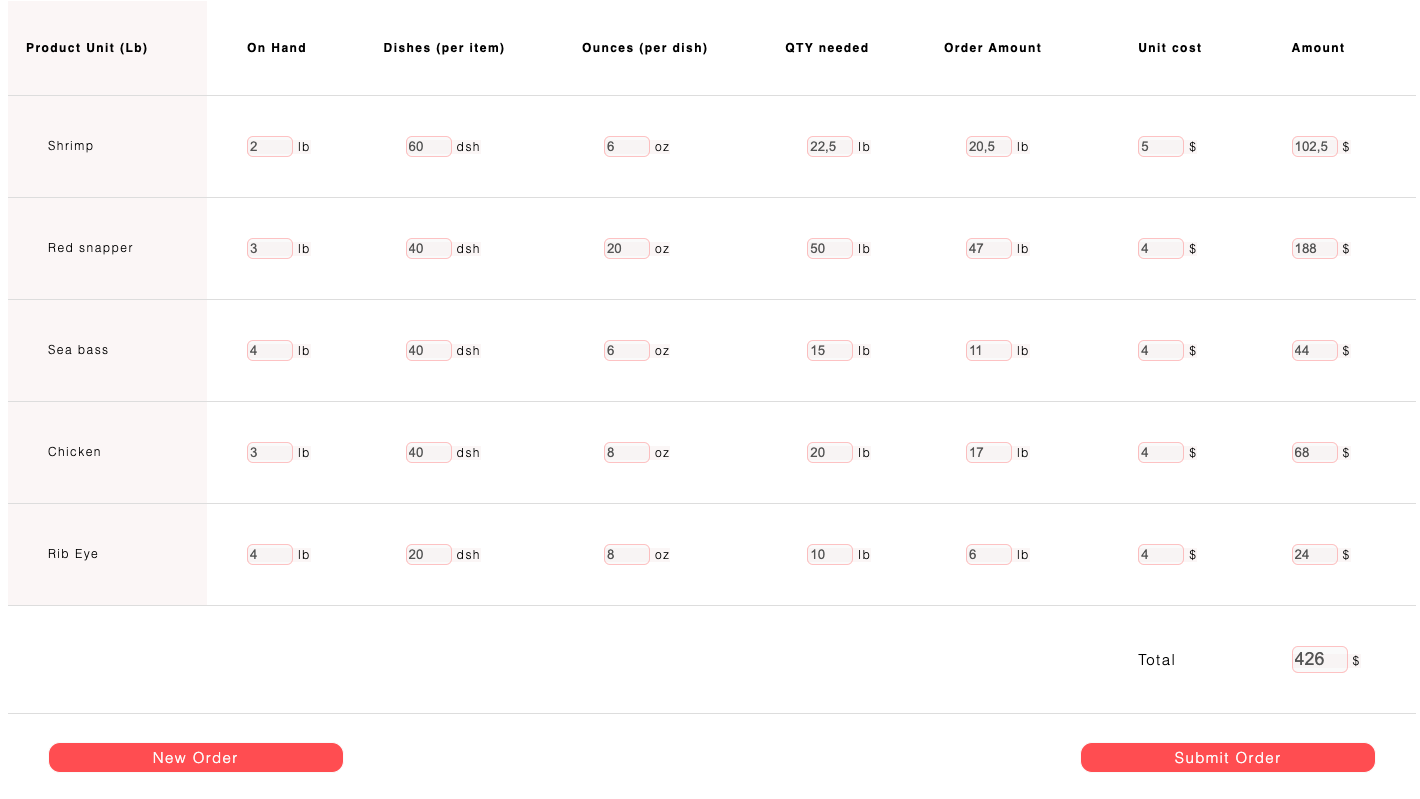 Product Unit (Lb) On Hand Dishes (per item) Ounces (per dish) QTY needed Order Amount Unit cost Amount
Shrimp 2 lb 60 dsh 6 oz 22,5 lb 20,5 lb 5 $ 102,5 $
Red snapper 3 lb 40 dsh 20 oz 50 lb 47 lb 4 $ 188 $
Sea bass 4 lb 40 dsh 6 oz 15 lb 11 lb 4 $ 44 $
Chicken 3 lb 40 dsh 8 oz 20 lb 17 lb 4 $ 68 $
Rib Eye 4 lb 20 dsh 8 oz 10 lb 6 lb 4 $ 24 $
Total 426 $
New Order Submit Order